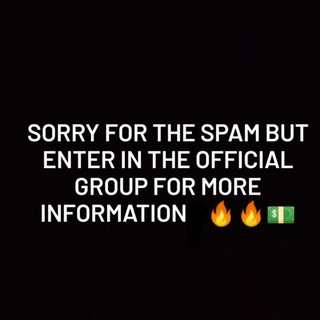 SORRY FOR THE SPAM BUT
ENTER IN THE OFFICIAL
GROUP FOR MORE
INFORMATION 🔥🔥💵